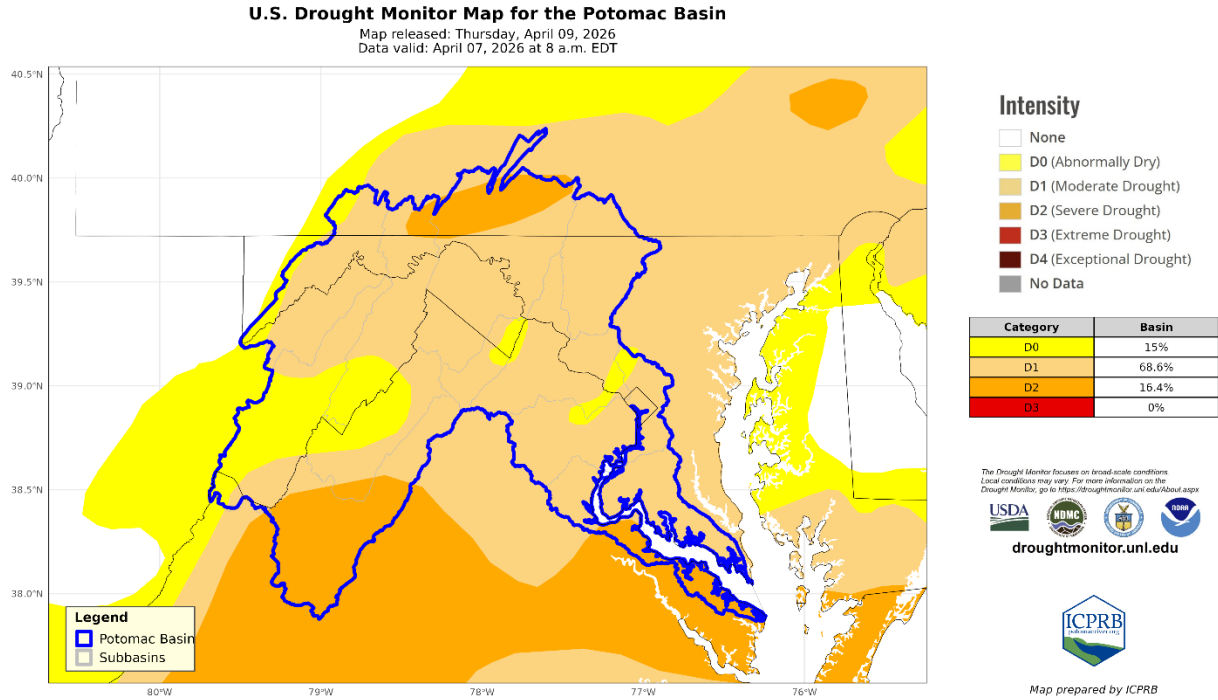 U.S. Drought Monitor Map for the Potomac Basin
Map released: Thursday, April 09, 2026
Data valid: April 07, 2026 at 8 a.m. EDT
40.5°N
40.0°N
39.5°N
39.0°N
38.5°N
38.0°N
80°W
79°W
78°W
77°W
76°W
Legend
Potomac Basin
Subbasins
Intensity
None
D0 (Abnormally Dry)
D1 (Moderate Drought)
D2 (Severe Drought)
D3 (Extreme Drought)
D4 (Exceptional Drought)
No Data
Category Basin
D0 15%
D1 68.6%
D2 16.4%
D3 0%
The Drought Monitor focuses on broad-scale conditions.
Local conditions may vary. For more information on the
Drought Monitor, go to https://droughtmonitor.unl.edu/About.aspx
USDA NDMC NOAA
droughtmonitor.unl.edu
ICPRB
potomacriver.org
Map prepared by ICPRB